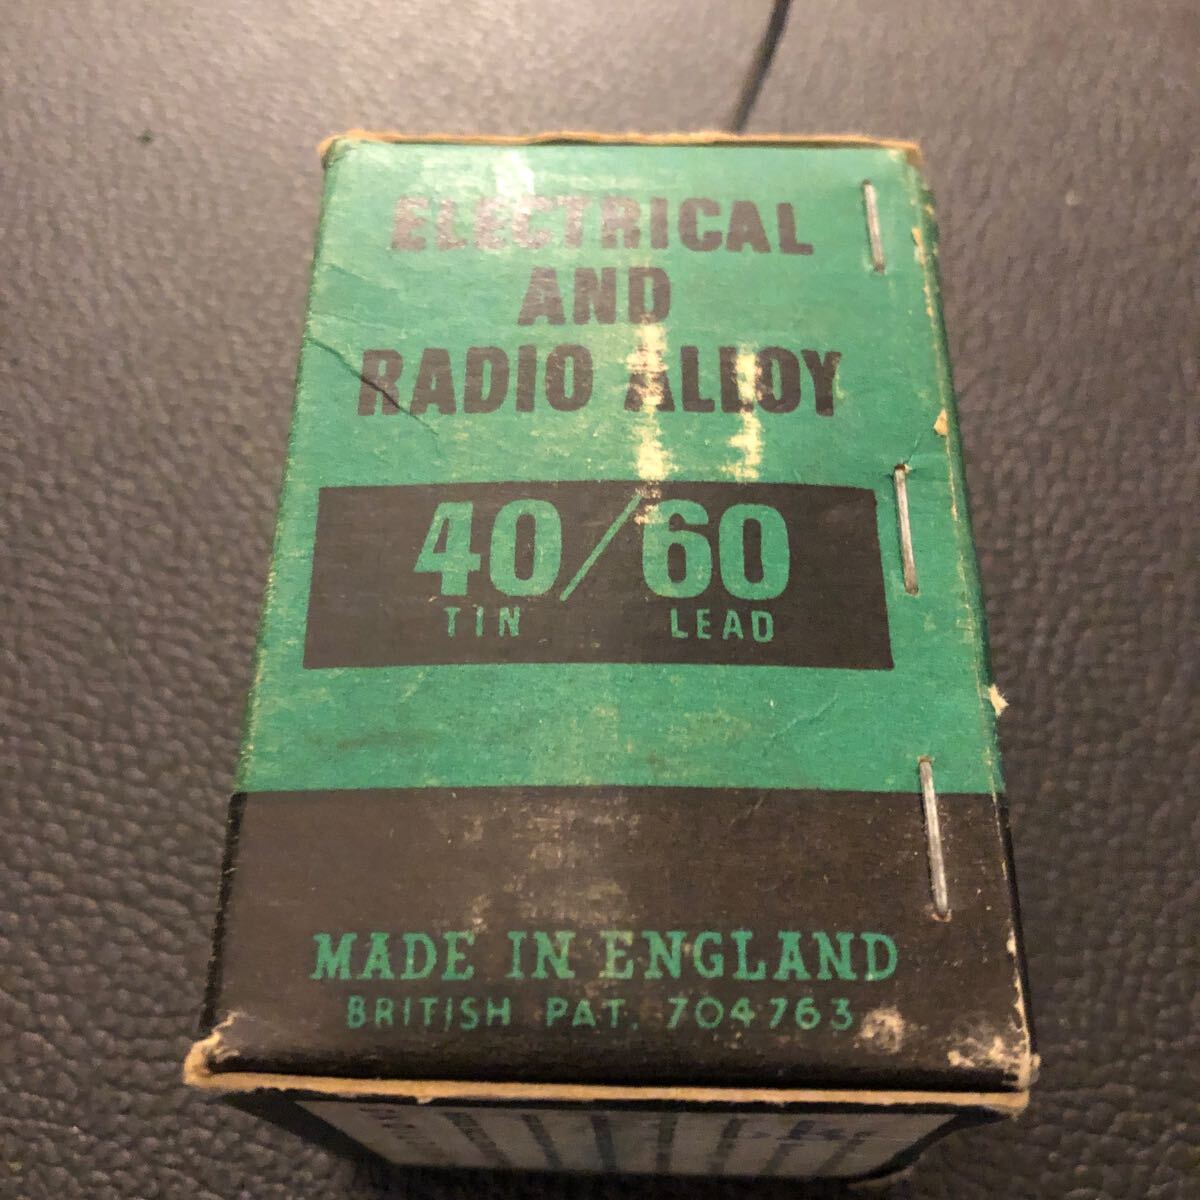 ELECTRICAL
AND
RADIO ALLOY
40/60
TIN LEAD
MADE IN ENGLAND
BRITISH PAT. 704763